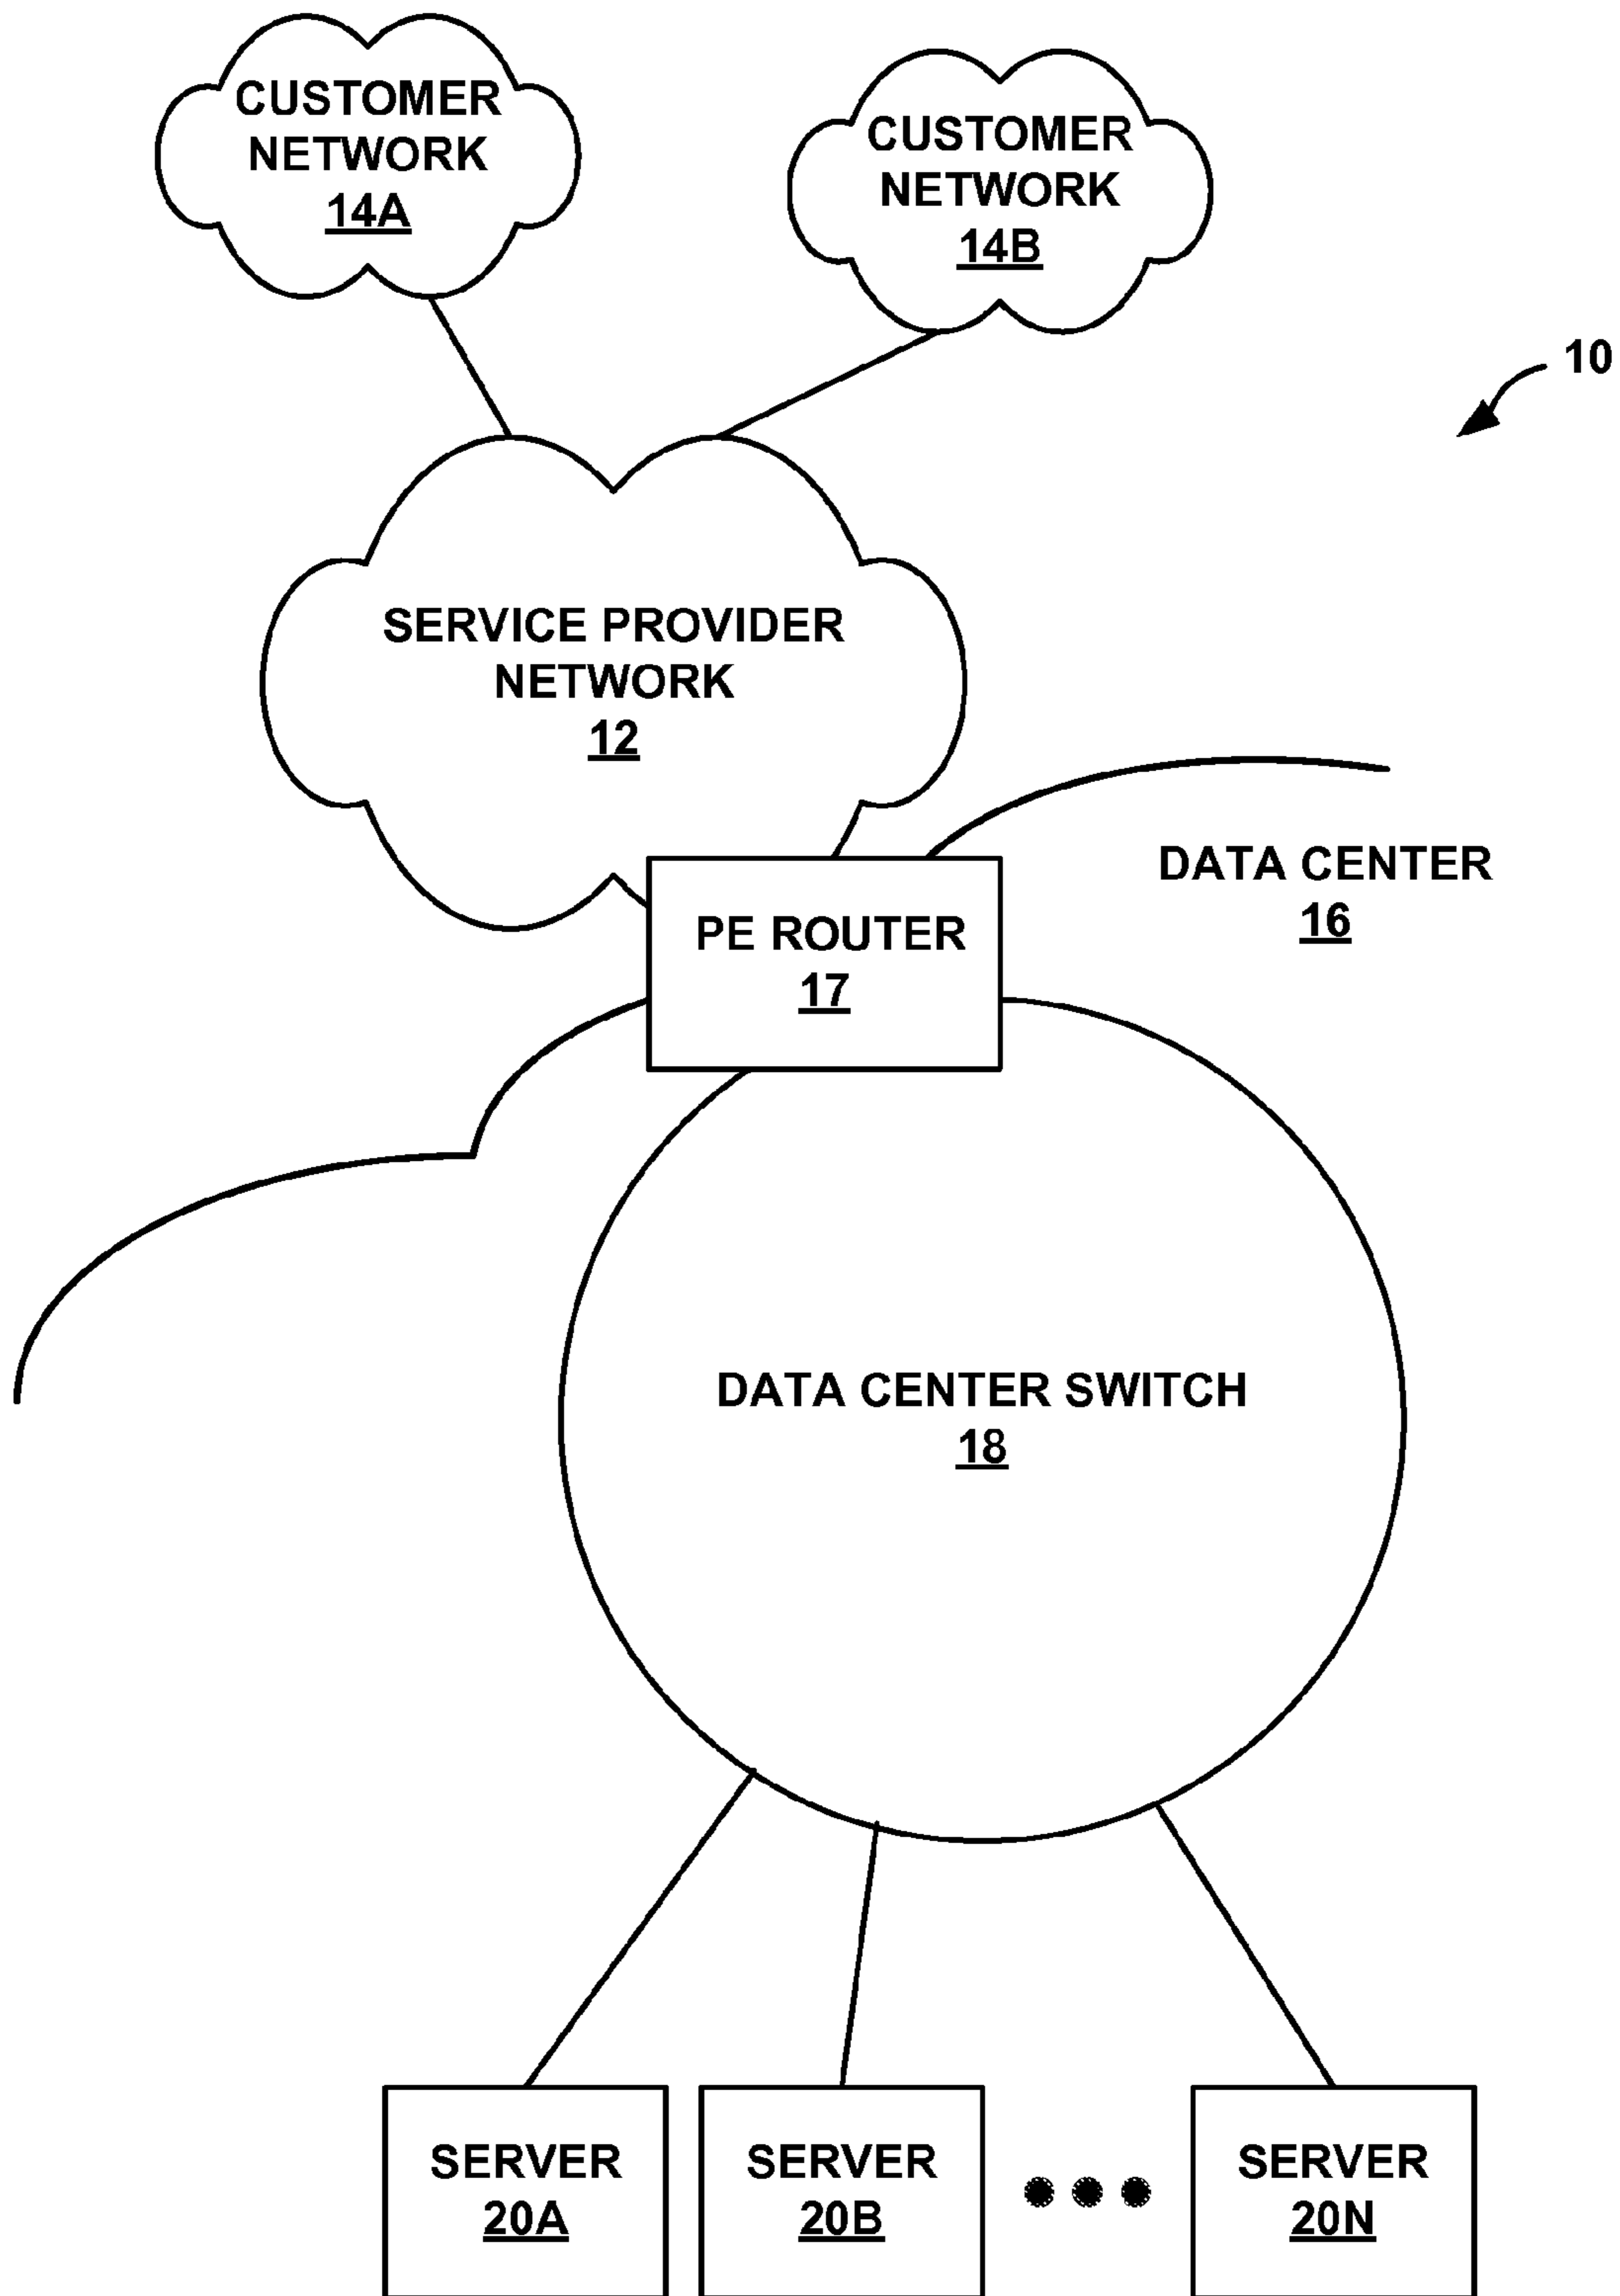 CUSTOMER
NETWORK
14A
CUSTOMER
NETWORK
14B
10
SERVICE PROVIDER
NETWORK
12
DATA CENTER
16
PE ROUTER
17
DATA CENTER SWITCH
18
SERVER
20A
SERVER
20B
SERVER
20N